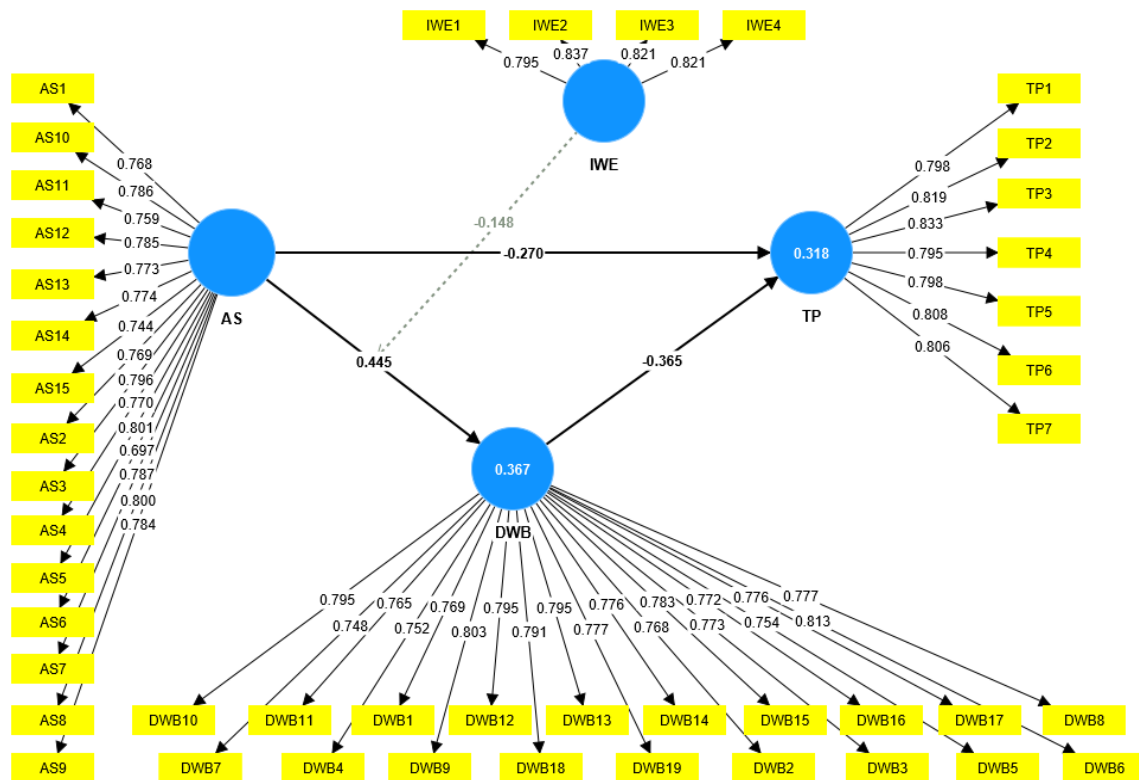 IWE1
IWE2
IWE3
IWE4
0.795
0.837
0.821
0.821
IWE
AS1
AS10
AS11
AS12
AS13
AS14
AS15
AS2
AS3
AS4
AS5
AS6
AS7
AS8
AS9
0.768
0.786
0.759
0.785
0.773
0.774
0.744
0.769
0.796
0.770
0.801
0.697
0.787
0.800
0.784
AS
-0.148
-0.270
0.445
-0.365
0.318
TP
0.798
0.819
0.833
0.795
0.798
0.808
0.806
TP1
TP2
TP3
TP4
TP5
TP6
TP7
0.367
DWB
0.795
0.765
0.769
0.795
0.795
0.776
0.783
0.772
0.776
0.777
0.748
0.752
0.803
0.791
0.777
0.768
0.773
0.754
0.813
DWB10
DWB11
DWB1
DWB12
DWB13
DWB14
DWB15
DWB16
DWB17
DWB8
DWB7
DWB4
DWB9
DWB18
DWB19
DWB2
DWB3
DWB5
DWB6